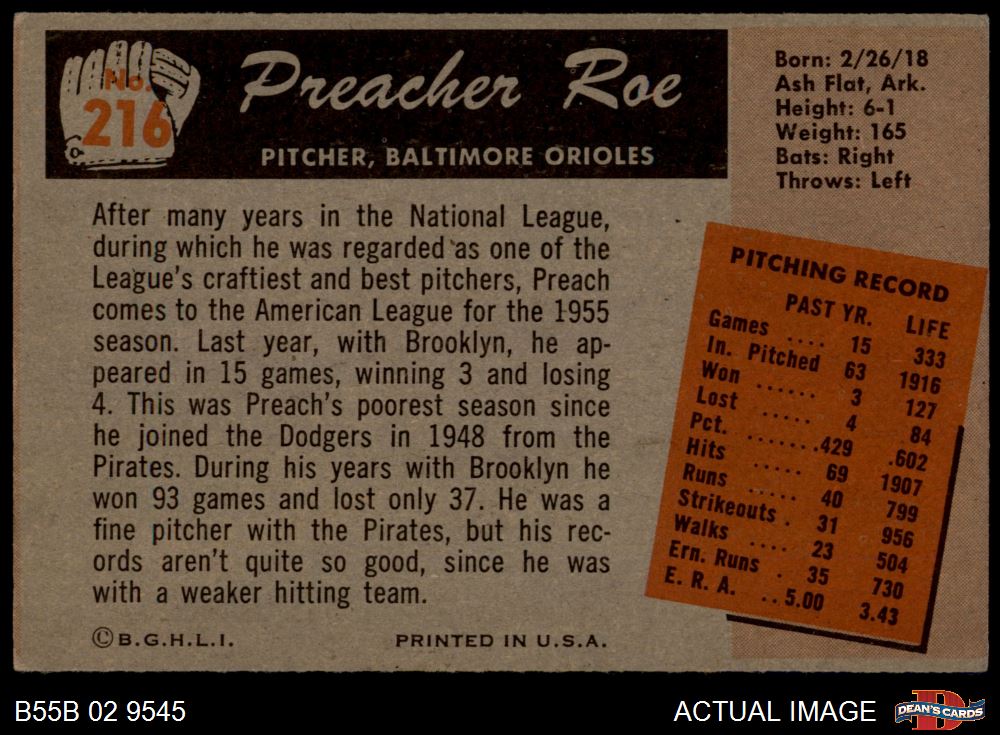 No.
216
Preacher Roe
PITCHER, BALTIMORE ORIOLES
Born: 2/26/18
Ash Flat, Ark.
Height: 6-1
Weight: 165
Bats: Right
Throws: Left
After many years in the National League,
during which he was regarded as one of the
League's craftiest and best pitchers, Preach
comes to the American League for the 1955
season. Last year, with Brooklyn, he ap-
peared in 15 games, winning 3 and losing
4. This was Preach's poorest season since
he joined the Dodgers in 1948 from the
Pirates. During his years with Brooklyn he
won 93 games and lost only 37. He was a
fine pitcher with the Pirates, but his rec-
ords aren't quite so good, since he was
with a weaker hitting team.
©B.G.H.L.I. PRINTED IN U.S.A.
PITCHING RECORD
PAST YR. LIFE
Games .... 15 333
In. Pitched 63 1916
Won ...... 3 127
Lost ..... 4 84
Pct. .......429 .602
Hits ..... 69 1907
Runs ..... 40 799
Strikeouts . 31 956
Walks .... 23 504
Ern. Runs . 35 730
E. R. A. ..5.00 3.43
B55B 02 9545
ACTUAL IMAGE
D
DEAN'S CARDS